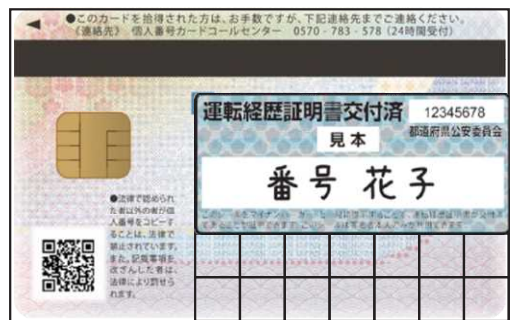 ●このカードを拾得された方は、お手数ですが、下記連絡先までご連絡ください。
《連絡先》 個人番号カードコールセンター 0570-783-578 (24時間受付)
運転経歴証明書交付済 12345678
見本 都道府県公安委員会
番号 花子
●法律で認められ
た者以外の者が個
人番号をコピーす
ることは、法律で
禁止されています。
また、記載事項を
改ざんした者は、
法律により罰せら
れます。